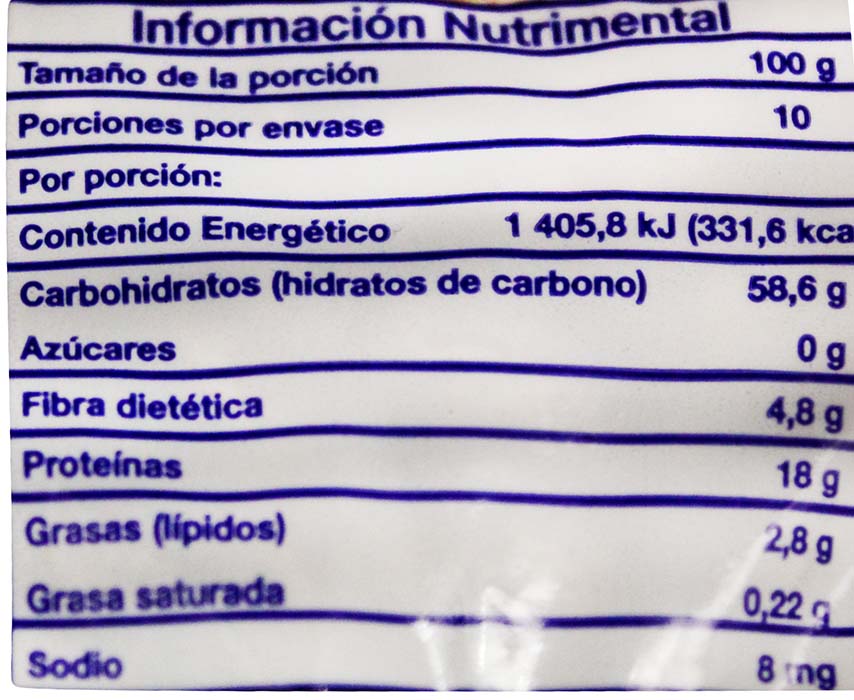 Información Nutrimental
Tamaño de la porción 100 g
Porciones por envase 10
Por porción:
Contenido Energético 1 405,8 kJ (331,6 kca
Carbohidratos (hidratos de carbono) 58,6 g
Azúcares 0 g
Fibra dietética 4,8 g
Proteínas 18 g
Grasas (lípidos) 2,8 g
Grasa saturada 0,22 g
Sodio 8 mg